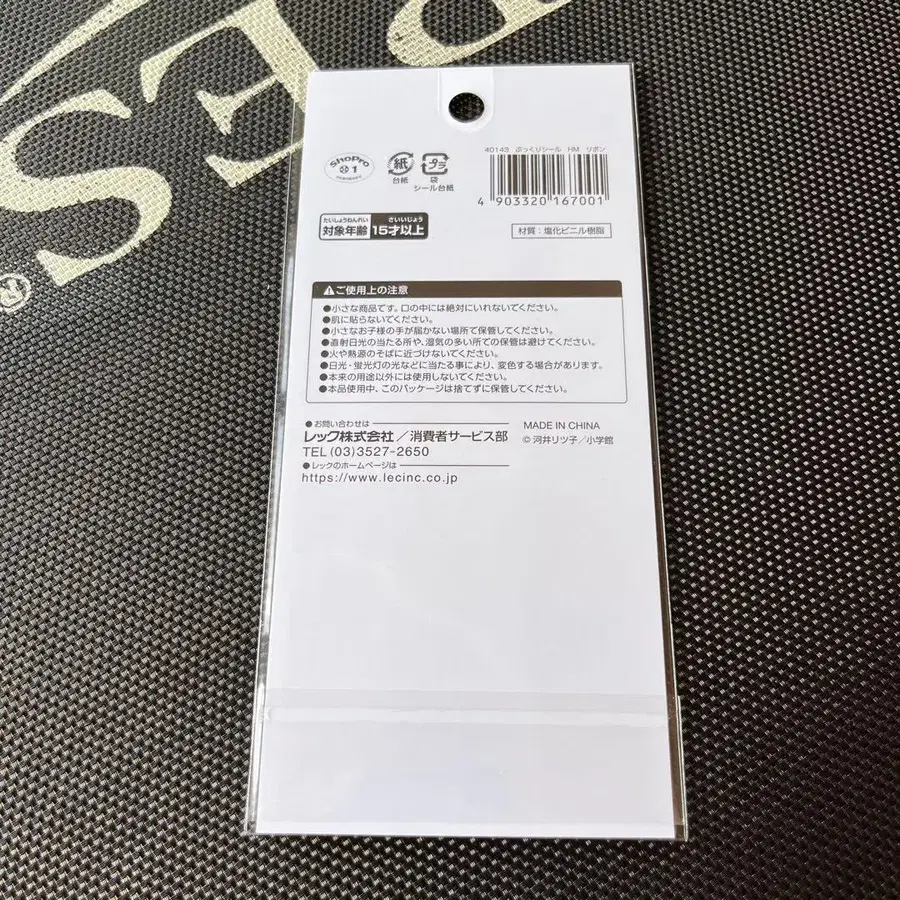 PRES
®
40143 ぷっくりシール HM リボン
ShoPro
1
紙
台紙
プラ
袋
シール台紙
4 903320 167001
たいしょうねんれい
対象年齢
さいいじょう
15才以上
材質：塩化ビニル樹脂
ご使用上の注意
●小さな商品です。口の中には絶対にいれないでください。
●肌に貼らないでください。
●小さなお子様の手が届かない場所で保管してください。
●直射日光の当たる所や、湿気の多い所での保管は避けてください。
●火や熱源のそばに近づけないでください。
●日光・蛍光灯の光などに当たる事により、変色する場合があります。
●本来の用途以外には使用しないでください。
●本品使用中、このパッケージは捨てずに保管してください。
●お問い合わせは
レック株式会社／消費者サービス部
TEL (03)3527-2650
●レックのホームページは
https://www.lecinc.co.jp
MADE IN CHINA
© 河井リツ子／小学館